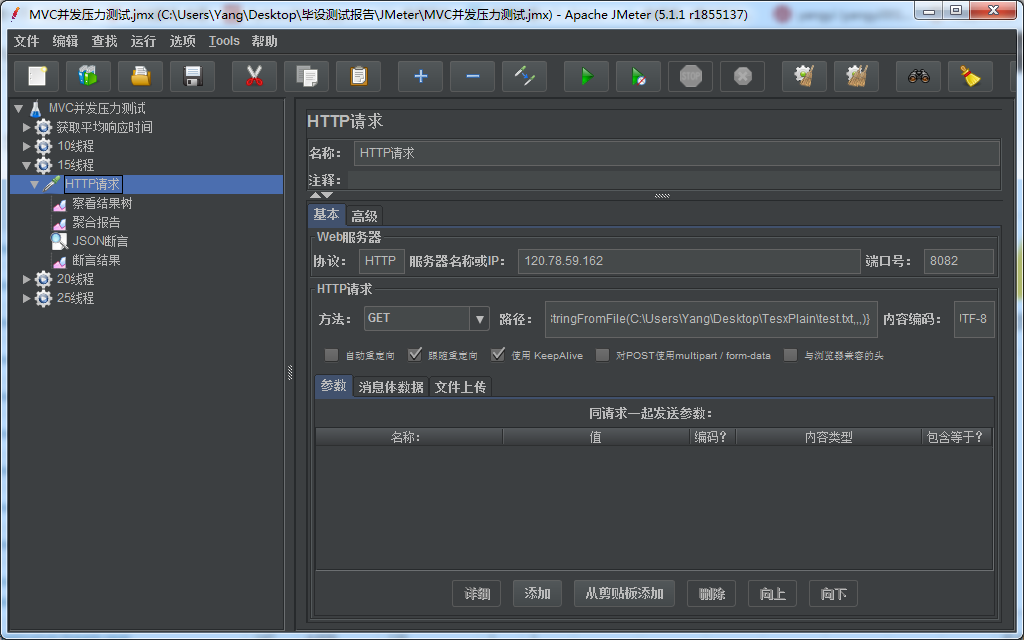 MVC并发压力测试.jmx (C:\Users\Yang\Desktop\毕设测试报告\JMeter\MVC并发压力测试.jmx) - Apache JMeter (5.1.1 r1855137)
文件 编辑 查找 运行 选项 Tools 帮助
STOP
MVC并发压力测试
获取平均响应时间
10线程
15线程
HTTP请求
察看结果树
聚合报告
JSON断言
断言结果
20线程
25线程
HTTP请求
名称： HTTP请求
注释：
基本 高级
Web服务器
协议： HTTP 服务器名称或IP： 120.78.59.162 端口号： 8082
HTTP请求
方法： GET 路径： StringFromFile(C:\Users\Yang\Desktop\TesxPlain\test.txt,,,)} 内容编码： UTF-8
自动重定向 跟随重定向 使用 KeepAlive 对POST使用multipart / form-data 与浏览器兼容的头
参数 消息体数据 文件上传
同请求一起发送参数：
名称： 值 编码？ 内容类型 包含等于？
详细 添加 从剪贴板添加 删除 向上 向下